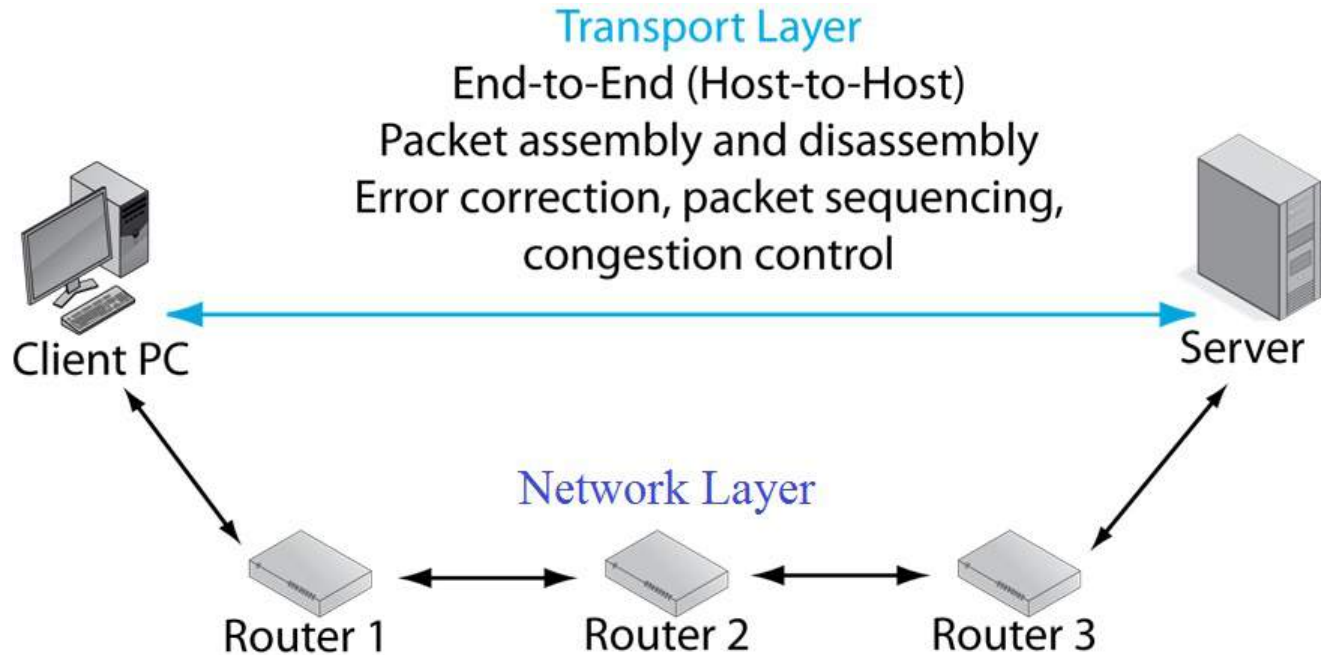 Transport Layer
End-to-End (Host-to-Host)
Packet assembly and disassembly
Error correction, packet sequencing,
congestion control
Client PC
Server
Network Layer
Router 1
Router 2
Router 3